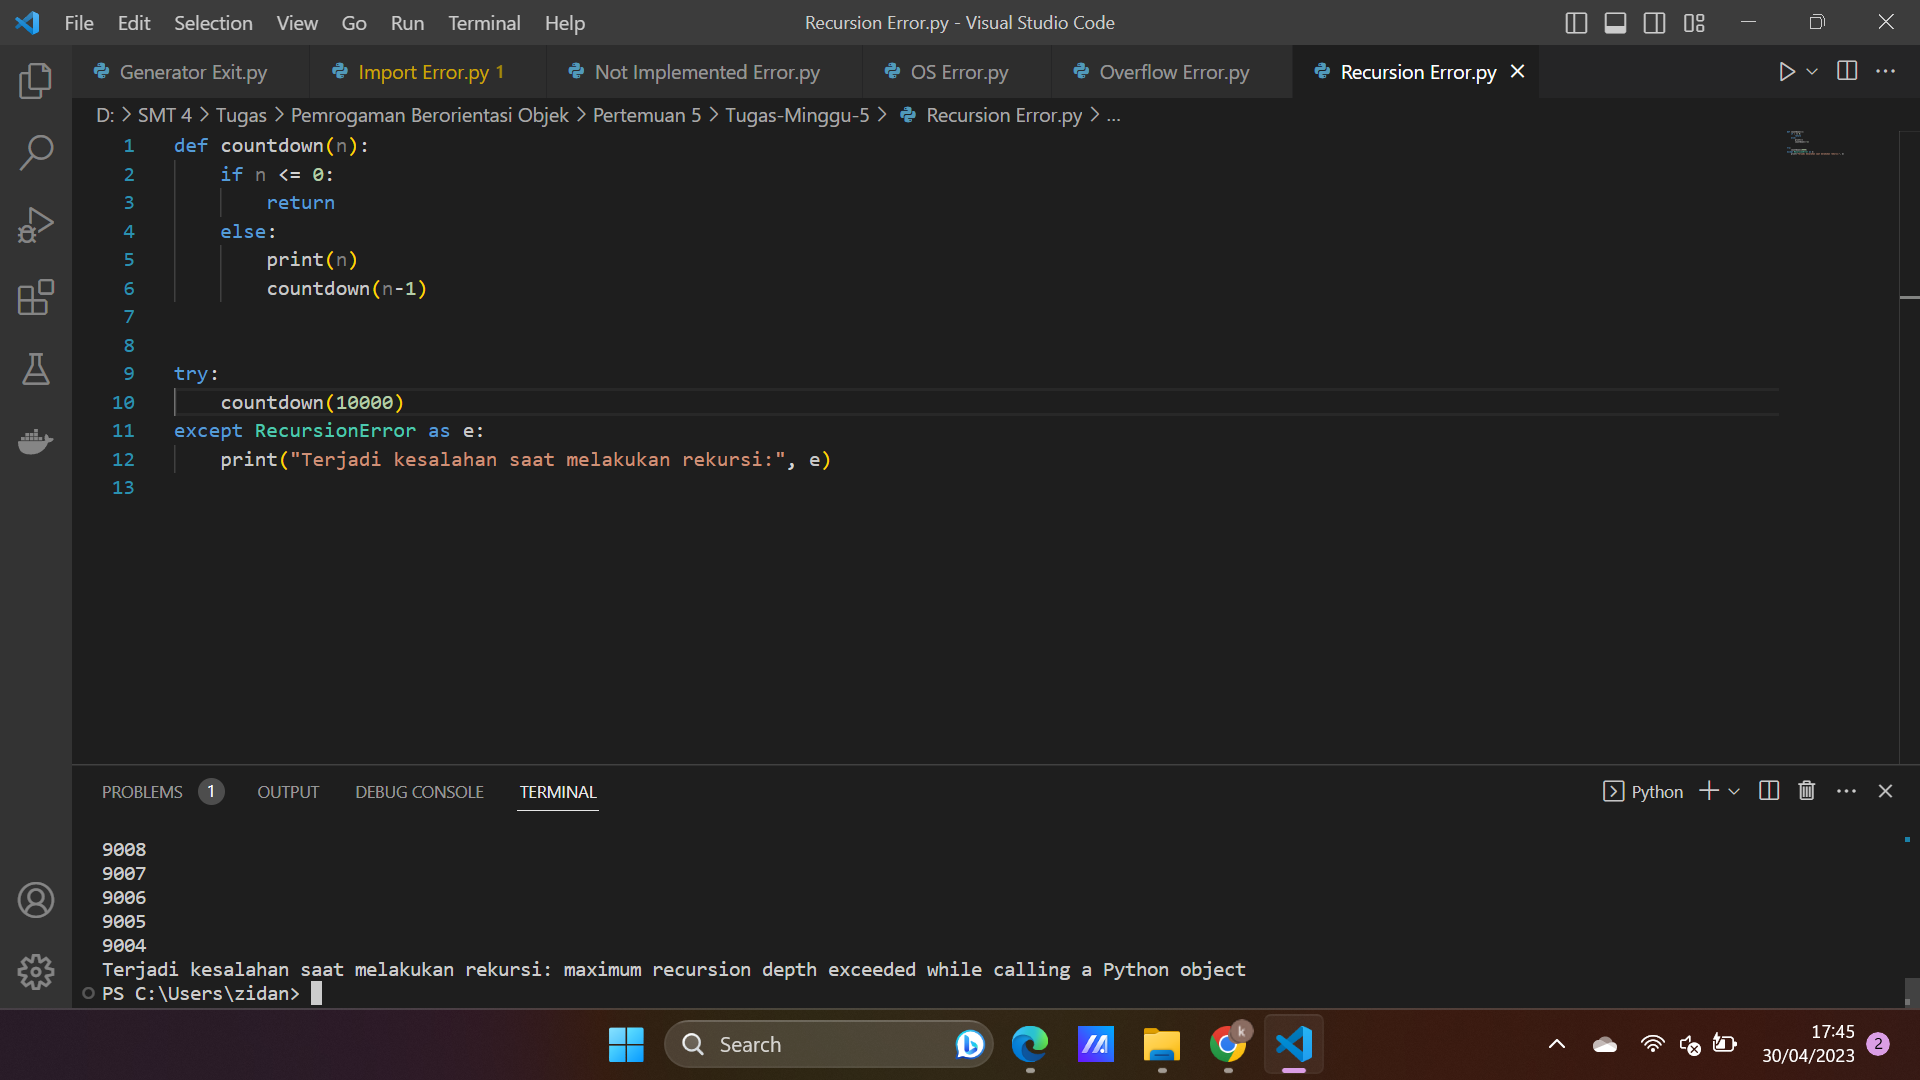 File Edit Selection View Go Run Terminal Help
Recursion Error.py - Visual Studio Code
Generator Exit.py
Import Error.py 1
Not Implemented Error.py
OS Error.py
Overflow Error.py
Recursion Error.py
D: > SMT 4 > Tugas > Pemrogaman Berorientasi Objek > Pertemuan 5 > Tugas-Minggu-5 > Recursion Error.py > ...
1 def countdown(n):
2     if n <= 0:
3         return
4     else:
5         print(n)
6         countdown(n-1)
7
8
9 try:
10     countdown(10000)
11 except RecursionError as e:
12     print("Terjadi kesalahan saat melakukan rekursi:", e)
13
PROBLEMS 1 OUTPUT DEBUG CONSOLE TERMINAL
Python
9008
9007
9006
9005
9004
Terjadi kesalahan saat melakukan rekursi: maximum recursion depth exceeded while calling a Python object
PS C:\Users\zidan>
Search
k
17:45
30/04/2023
2